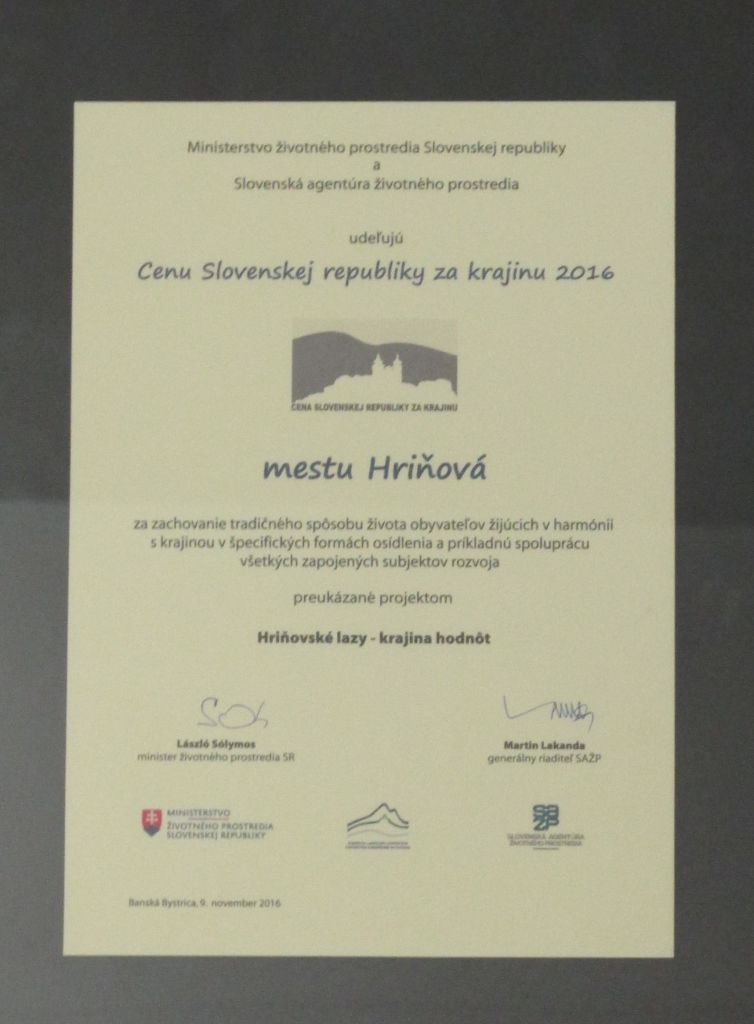 Ministerstvo životného prostredia Slovenskej republiky
a
Slovenská agentúra životného prostredia
udeľujú
Cenu Slovenskej republiky za krajinu 2016
CENA SLOVENSKEJ REPUBLIKY ZA KRAJINU
mestu Hriňová
za zachovanie tradičného spôsobu života obyvateľov žijúcich v harmónii
s krajinou v špecifických formách osídlenia a príkladnú spoluprácu
všetkých zapojených subjektov rozvoja
preukázané projektom
Hriňovské lazy - krajina hodnôt
László Sólymos
minister životného prostredia SR
Martin Lakanda
generálny riaditeľ SAŽP
MINISTERSTVO
ŽIVOTNÉHO PROSTREDIA
SLOVENSKEJ REPUBLIKY
SAŽP
SLOVENSKÁ AGENTÚRA
ŽIVOTNÉHO PROSTREDIA
Banská Bystrica, 9. november 2016